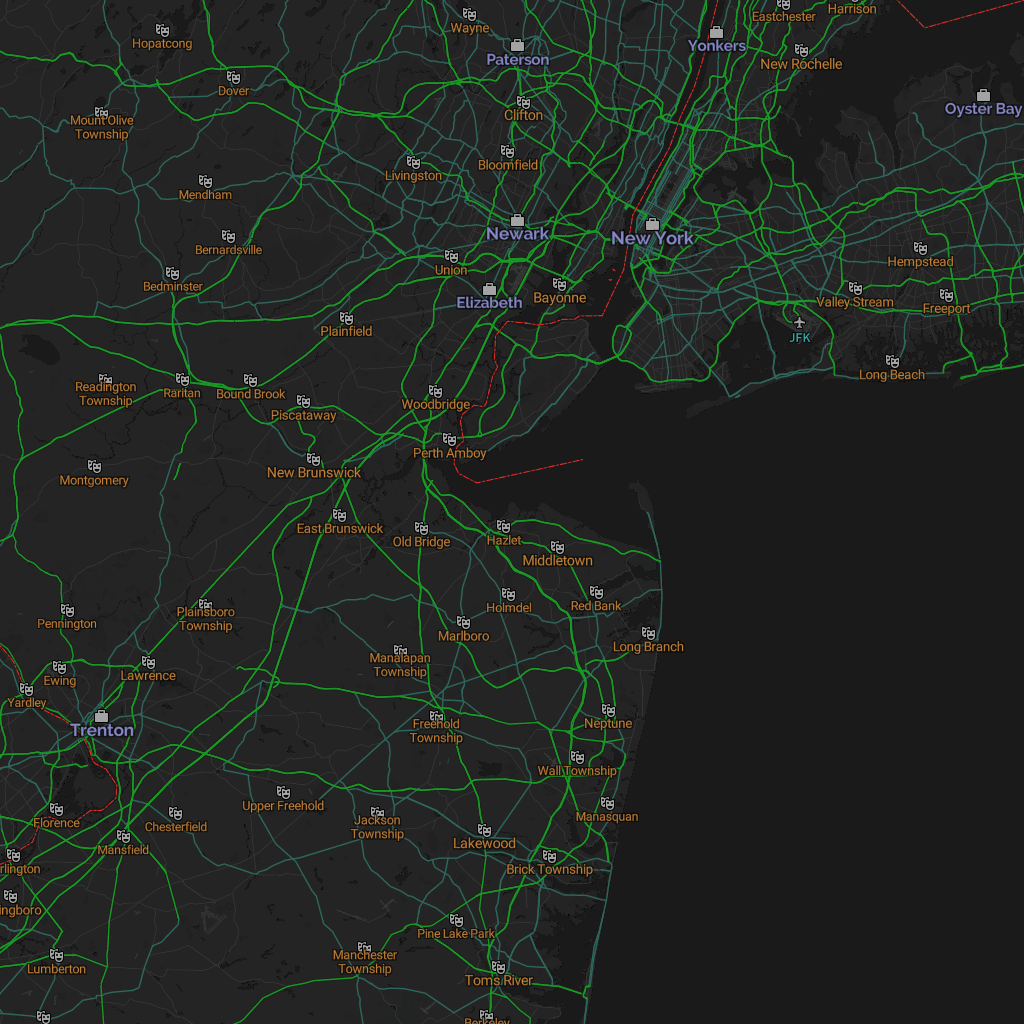 Harrison
Eastchester
Wayne
Hopatcong
Yonkers
Paterson
New Rochelle
Dover
Oyster Bay
Clifton
Mount Olive
Township
Bloomfield
Livingston
Mendham
Newark
New York
Bernardsville
Hempstead
Union
Bedminster
Bayonne
Elizabeth
Valley Stream
Freeport
Plainfield
JFK
Long Beach
Readington
Township
Raritan
Bound Brook
Woodbridge
Piscataway
Perth Amboy
New Brunswick
Montgomery
East Brunswick
Old Bridge
Hazlet
Middletown
Holmdel
Red Bank
Plainsboro
Township
Pennington
Marlboro
Long Branch
Manalapan
Township
Lawrence
Ewing
Yardley
Neptune
Freehold
Township
Trenton
Wall Township
Upper Freehold
Manasquan
Florence
Jackson
Township
Chesterfield
Lakewood
Mansfield
rlington
Brick Township
ingboro
Pine Lake Park
Manchester
Township
Lumberton
Toms River
Berkeley